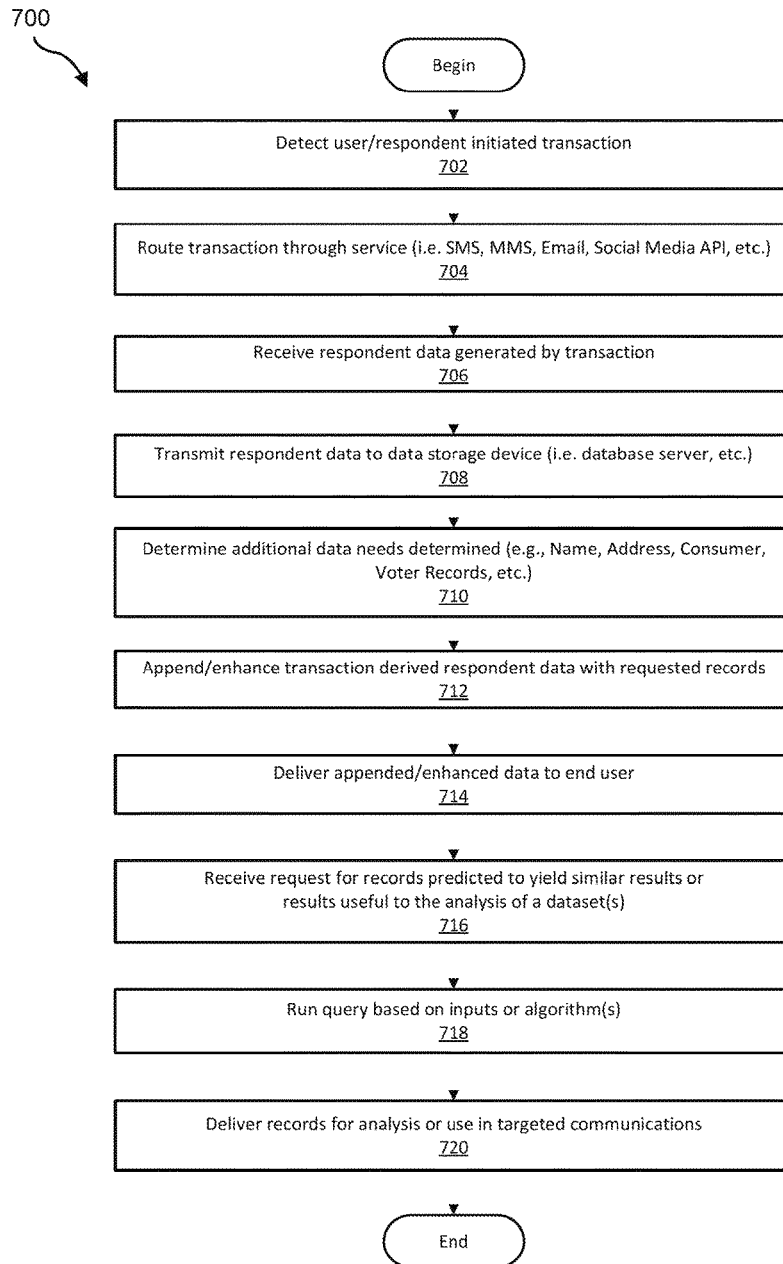 700
Begin
Detect user/respondent initiated transaction
702
Route transaction through service (i.e. SMS, MMS, Email, Social Media API, etc.)
704
Receive respondent data generated by transaction
706
Transmit respondent data to data storage device (i.e. database server, etc.)
708
Determine additional data needs determined (e.g., Name, Address, Consumer,
Voter Records, etc.)
710
Append/enhance transaction derived respondent data with requested records
712
Deliver appended/enhanced data to end user
714
Receive request for records predicted to yield similar results or
results useful to the analysis of a dataset(s)
716
Run query based on inputs or algorithm(s)
718
Deliver records for analysis or use in targeted communications
720
End